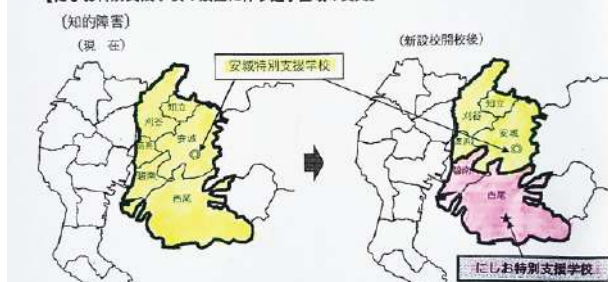 (知的障害)
(現 在)
(新設校開校後)
安城特別支援学校
知立
刈谷
安城
高浜
碧南
西尾
知立
刈谷
安城
高浜
碧南
西尾
にしお特別支援学校